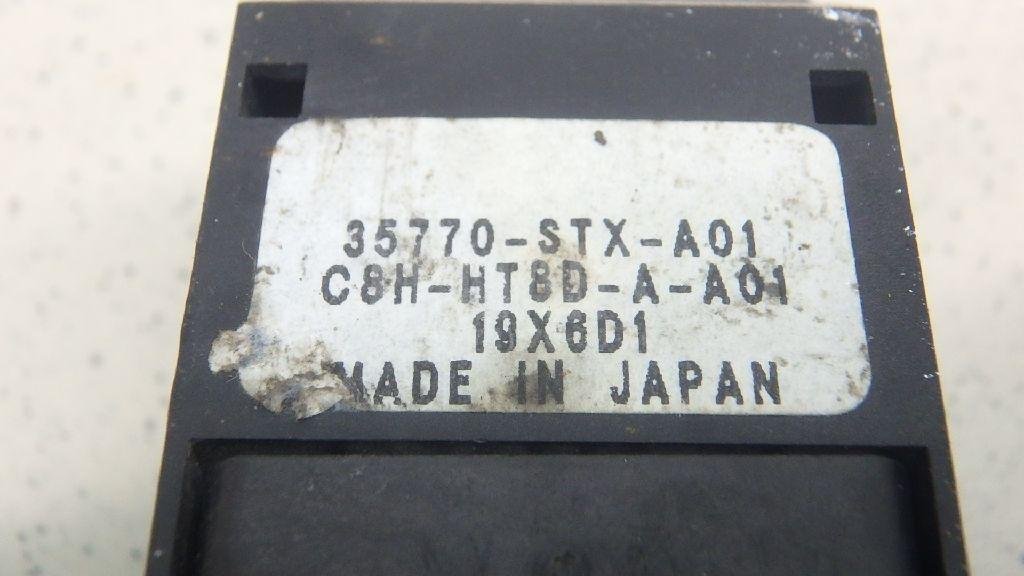 35770-STX-A01
C8H-HT8D-A-A01
19X6D1
MADE IN JAPAN